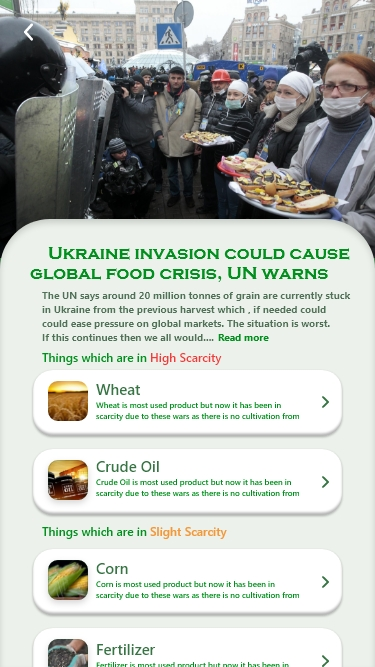 Ukraine invasion could cause
global food crisis, UN warns
The UN says around 20 million tonnes of grain are currently stuck
in Ukraine from the previous harvest which , if needed could
could ease pressure on global markets. The situation is worst.
If this continues then we all would.... Read more
Things which are in High Scarcity
Wheat
Wheat is most used product but now it has been in
scarcity due to these wars as there is no cultivation from
Crude Oil
Crude Oil is most used product but now it has been in
scarcity due to these wars as there is no cultivation from
Things which are in Slight Scarcity
Corn
Corn is most used product but now it has been in
scarcity due to these wars as there is no cultivation from
Fertilizer
Fertilizer is most used product but now it has been in